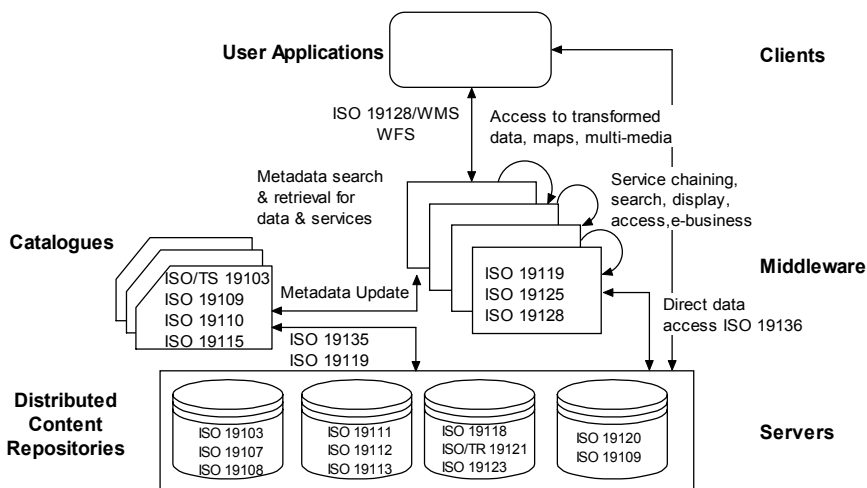 User Applications
Clients
ISO 19128/WMS
WFS
Access to transformed
data, maps, multi-media
Metadata search
& retrieval for
data & services
Service chaining,
search, display,
access,e-business
Catalogues
Middleware
ISO/TS 19103
ISO 19109
ISO 19110
ISO 19115
Metadata Update
ISO 19119
ISO 19125
ISO 19128
Direct data
access ISO 19136
ISO 19135
ISO 19119
Distributed
Content
Repositories
ISO 19103
ISO 19107
ISO 19108
ISO 19111
ISO 19112
ISO 19113
ISO 19118
ISO/TR 19121
ISO 19123
ISO 19120
ISO 19109
Servers